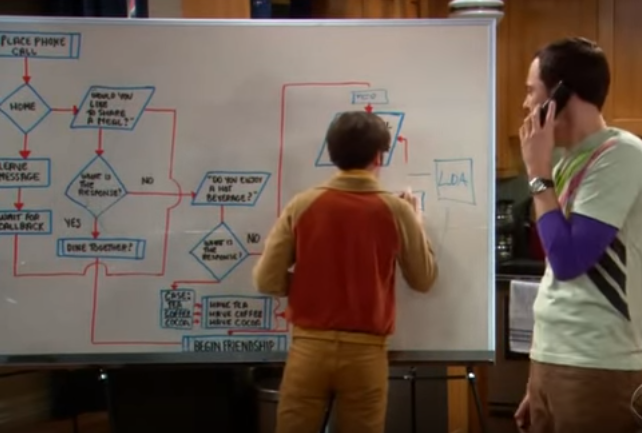 PLACE PHONE
CALL
HOME
WOULD YOU
LIKE
TO SHARE
A MEAL?"
LEAVE
MESSAGE
WHAT IS
THE
RESPONSE?
NO
"DO YOU ENJOY
A HOT
BEVERAGE?"
WAIT FOR
CALLBACK
YES
DINE TOGETHER?
WHAT IS
THE
RESPONSE?
NO
CASE:
TEA
COFFEE
COCOA
HAVE TEA
HAVE COFFEE
HAVE COCOA
BEGIN FRIENDSHIP